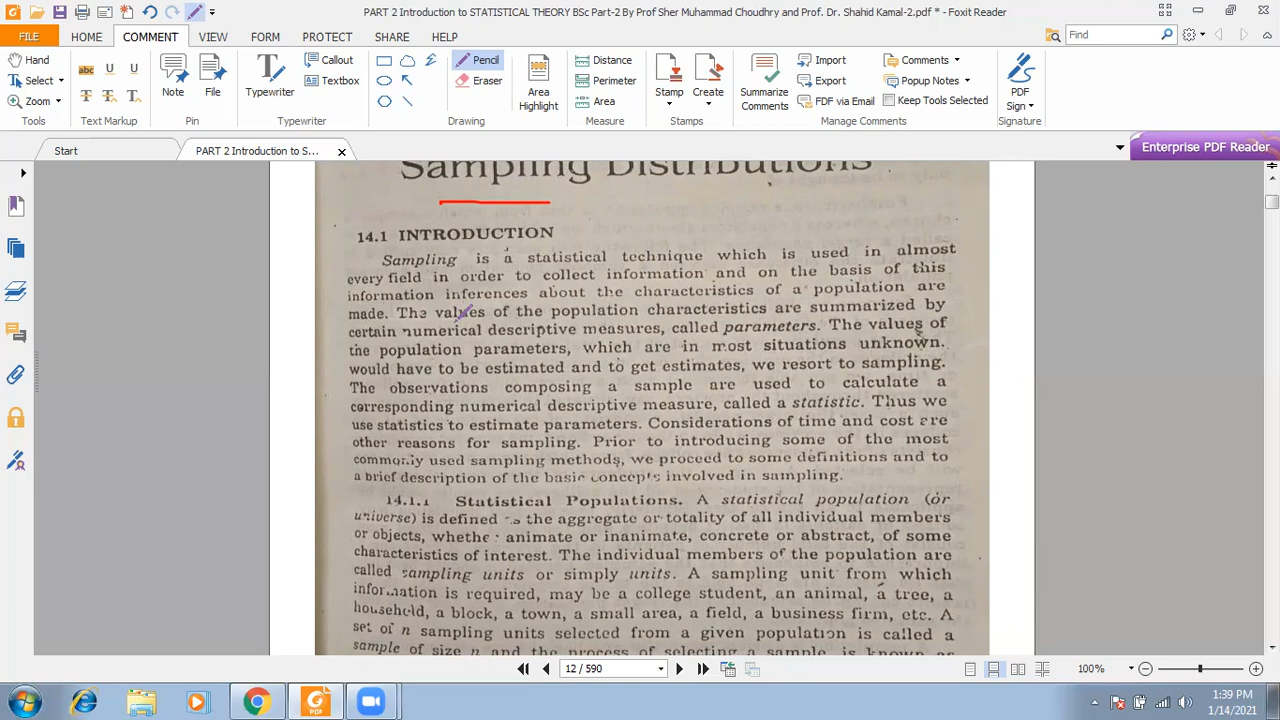 PART 2 Introduction to STATISTICAL THEORY BSc Part-2 By Prof Sher Muhammad Choudhry and Prof. Dr. Shahid Kamal-2.pdf * - Foxit Reader
FILE HOME COMMENT VIEW FORM PROTECT SHARE HELP Find
Hand Select Zoom Tools
abc U U T T T Text Markup
Note File Pin
Typewriter Callout Textbox Typewriter
Pencil Eraser Drawing
Area Highlight Distance Perimeter Area Measure
Stamp Create Stamps
Summarize Comments Import Export FDF via Email Comments Popup Notes Keep Tools Selected Manage Comments
PDF Sign Signature
Start PART 2 Introduction to S... Enterprise PDF Reader
Sampling Distributions
14.1 INTRODUCTION
Sampling is a statistical technique which is used in almost
every field in order to collect information and on the basis of this
information inferences about the characteristics of a population are
made. The values of the population characteristics are summarized by
certain numerical descriptive measures, called parameters. The values of
the population parameters, which are in most situations unknown.
would have to be estimated and to get estimates, we resort to sampling.
The observations composing a sample are used to calculate a
corresponding numerical descriptive measure, called a statistic. Thus we
use statistics to estimate parameters. Considerations of time and cost are
other reasons for sampling. Prior to introducing some of the most
commonly used sampling methods, we proceed to some definitions and to
a brief description of the basic concepts involved in sampling.
14.1.1 Statistical Populations. A statistical population (or
universe) is defined as the aggregate or totality of all individual members
or objects, whether animate or inanimate, concrete or abstract, of some
characteristics of interest. The individual members of the population are
called sampling units or simply units. A sampling unit from which
information is required, may be a college student, an animal, a tree, a
household, a block, a town, a small area, a field, a business firm, etc. A
set of n sampling units selected from a given population is called a
sample of size n and the process of selecting a sample is known as
12 / 590 100%
1:39 PM
1/14/2021